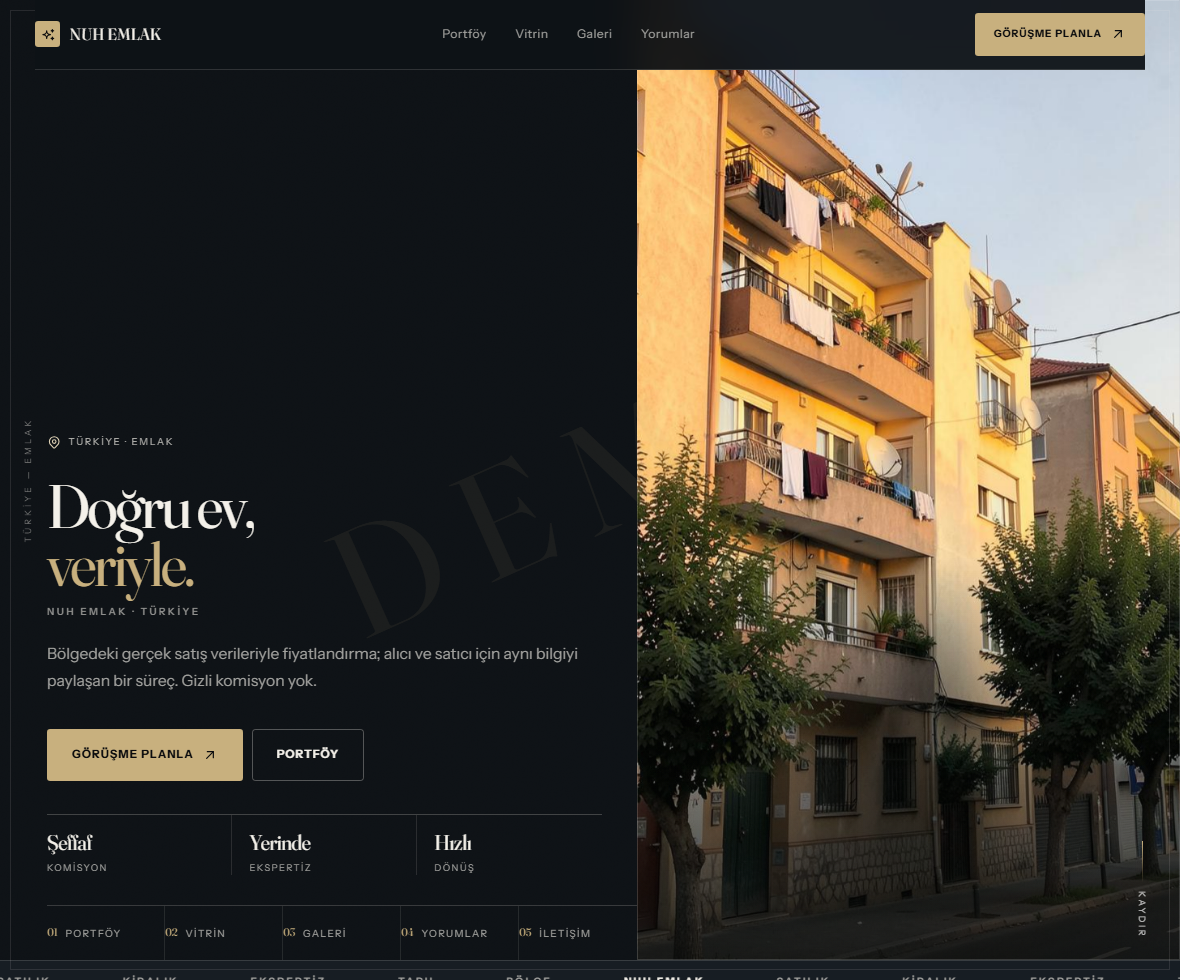 NUH EMLAK
Portföy Vitrin Galeri Yorumlar
GÖRÜŞME PLANLA
TÜRKİYE — EMLAK
TÜRKİYE · EMLAK
Doğru ev,
veriyle.
NUH EMLAK · TÜRKİYE
Bölgedeki gerçek satış verileriyle fiyatlandırma; alıcı ve satıcı için aynı bilgiyi
paylaşan bir süreç. Gizli komisyon yok.
GÖRÜŞME PLANLA
PORTFÖY
Şeffaf Yerinde Hızlı
KOMİSYON EKSPERTİZ DÖNÜŞ
01 PORTFÖY 02 VİTRİN 03 GALERİ 04 YORUMLAR 05 İLETİŞİM
KAYDIR